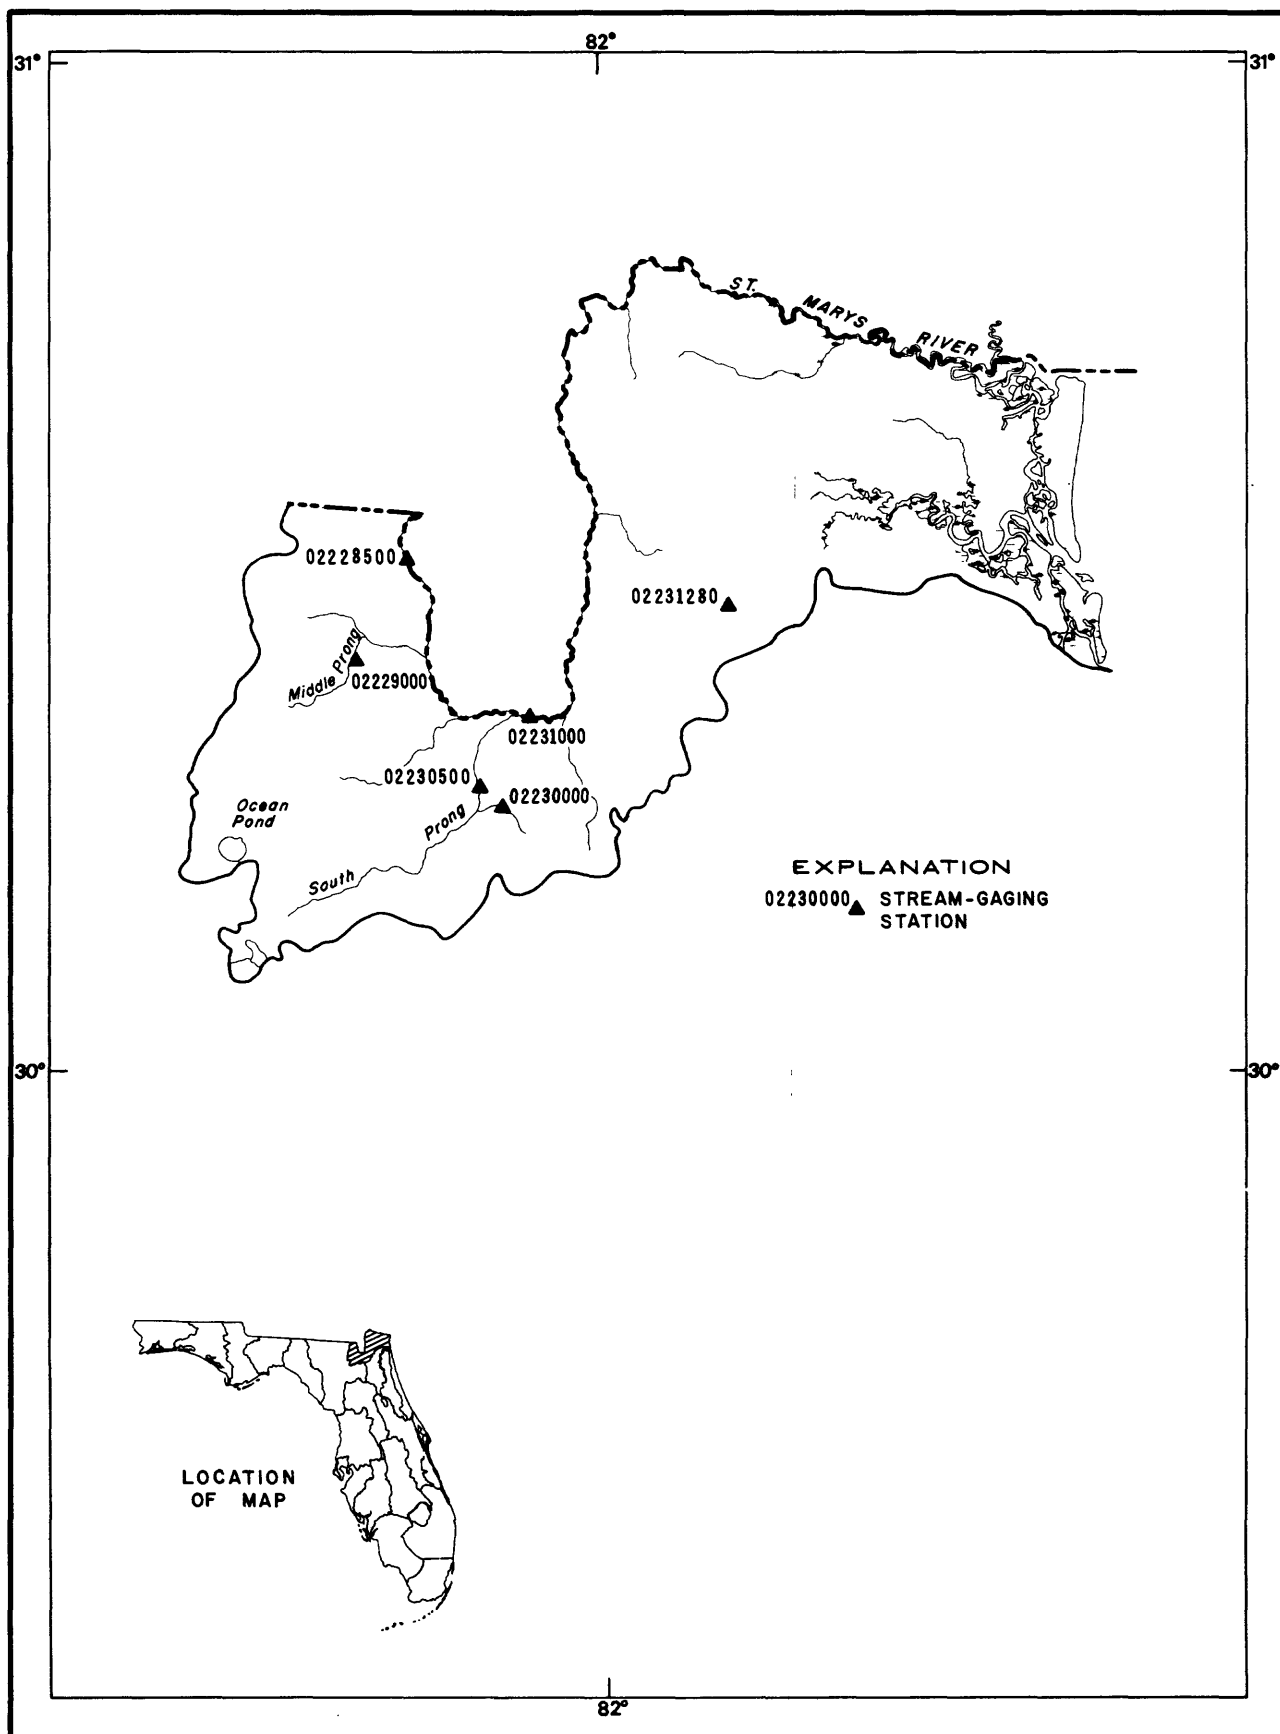 82°
31° 31°
ST. MARYS RIVER
02228500
02231280
Middle Prong
02229000
02231000
02230500
02230000
Ocean
Pond
South Prong
EXPLANATION
02230000 STREAM-GAGING
STATION
30° 30°
LOCATION
OF MAP
82°